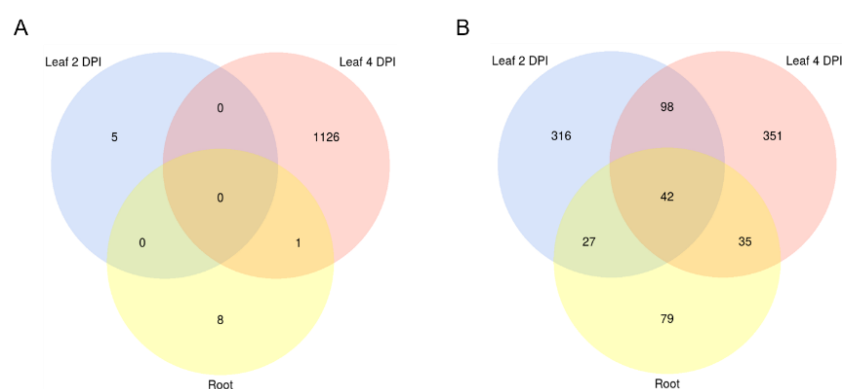 A
B
Leaf 2 DPI
Leaf 4 DPI
Leaf 2 DPI
Leaf 4 DPI
0
98
5
1126
316
351
0
42
0
1
27
35
8
79
Root
Root